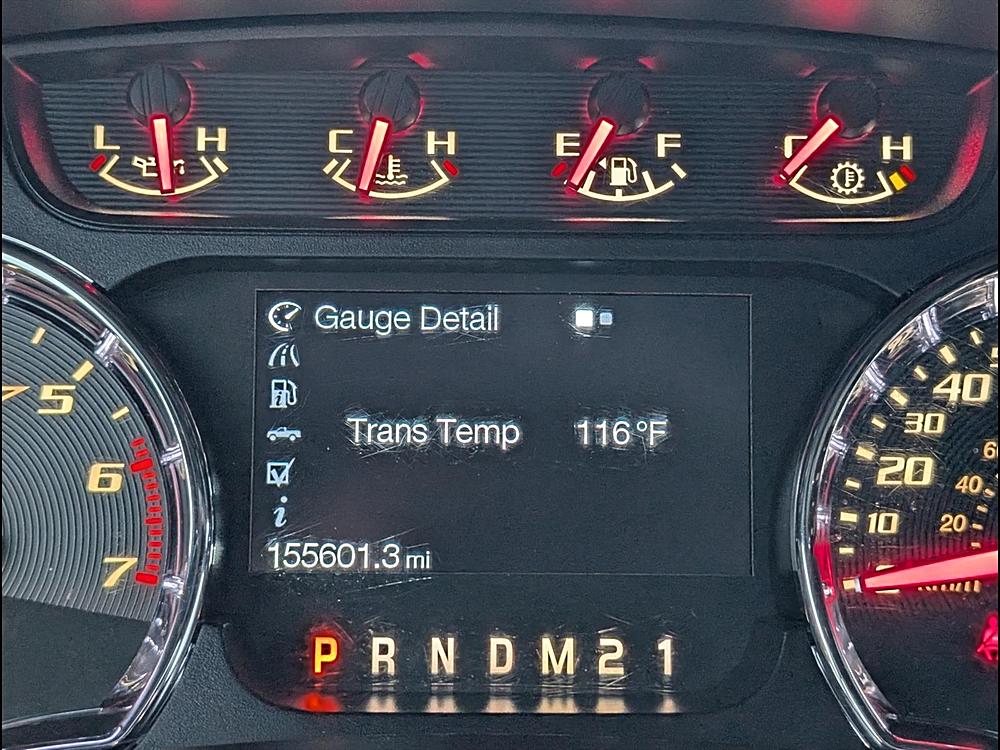 L H C H E F C H
Gauge Detail
Trans Temp 116°F
155601.3 mi
P R N D M 2 1
5
6
7
40
30
20
10
40
20